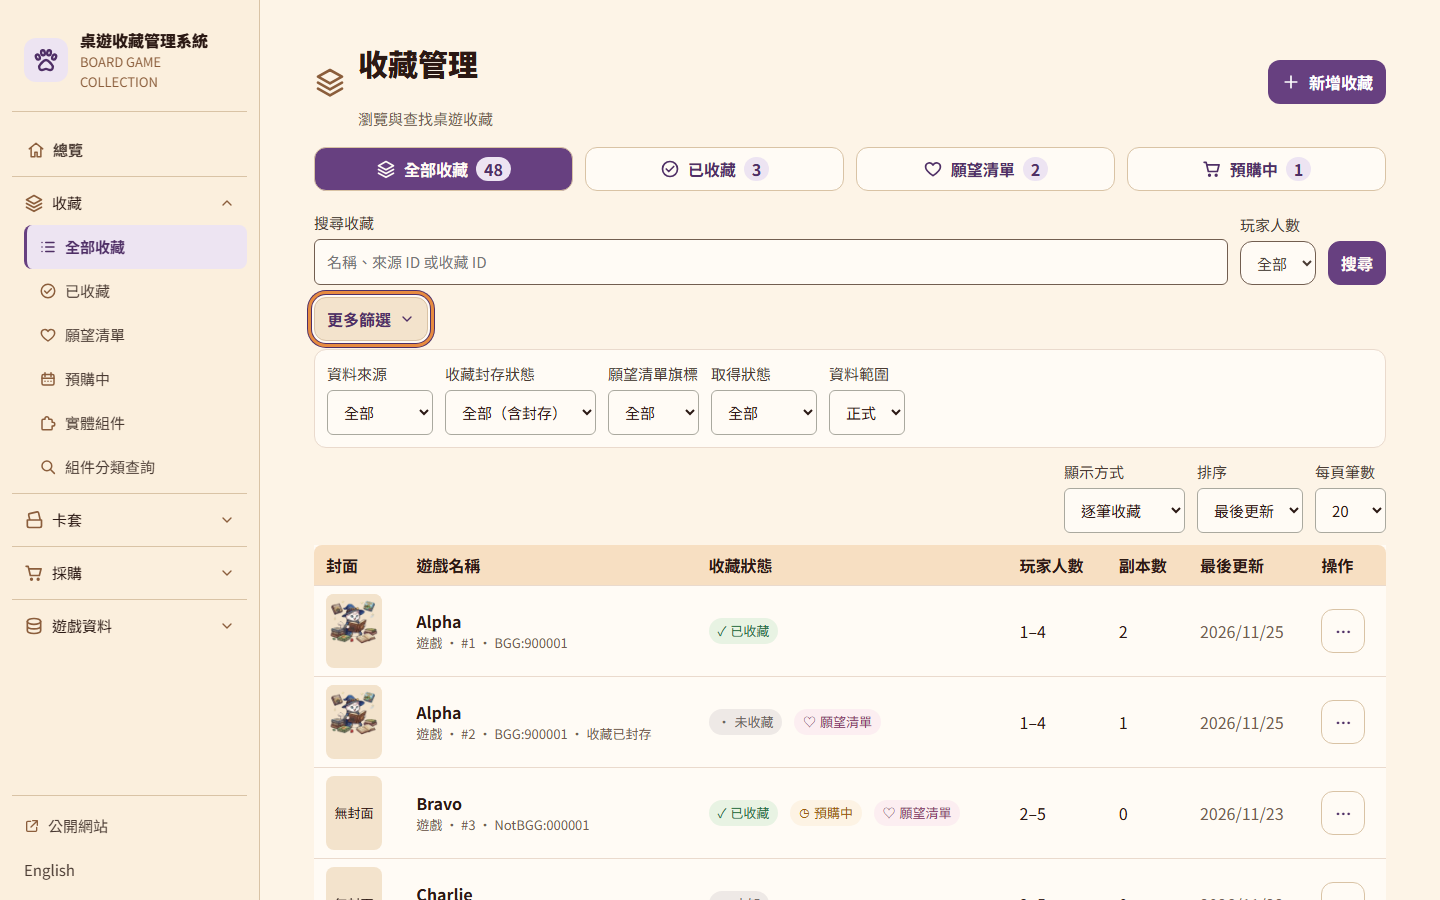 桌遊收藏管理系統
BOARD GAME
COLLECTION
總覽
收藏
全部收藏
已收藏
願望清單
預購中
實體組件
組件分類查詢
卡套
採購
遊戲資料
公開網站
English
收藏管理
瀏覽與查找桌遊收藏
新增收藏
全部收藏 48
已收藏 3
願望清單 2
預購中 1
搜尋收藏
玩家人數
名稱、來源 ID 或收藏 ID
全部
搜尋
更多篩選
資料來源 收藏封存狀態 願望清單旗標 取得狀態 資料範圍
全部 全部（含封存） 全部 全部 正式
顯示方式 排序 每頁筆數
逐筆收藏 最後更新 20
封面 遊戲名稱 收藏狀態 玩家人數 副本數 最後更新 操作
Alpha
遊戲 · #1 · BGG:900001
✓ 已收藏
1–4 2 2026/11/25 ···
Alpha
遊戲 · #2 · BGG:900001 · 收藏已封存
· 未收藏 ♡ 願望清單
1–4 1 2026/11/25 ···
無封面
Bravo
遊戲 · #3 · NotBGG:000001
✓ 已收藏 ◷ 預購中 ♡ 願望清單
2–5 0 2026/11/23 ···
Charlie